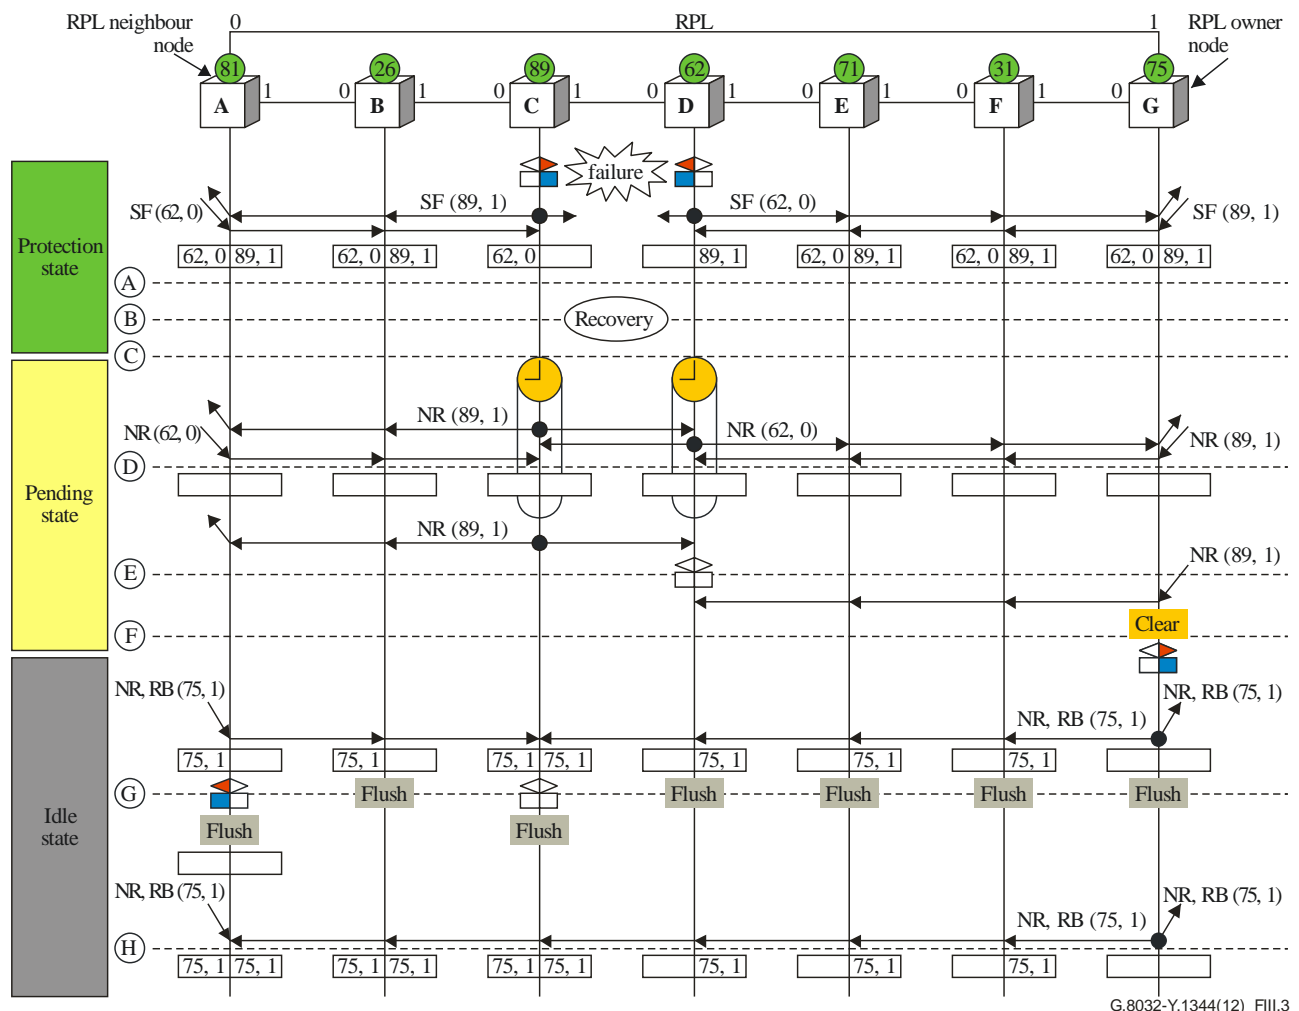 RPL neighbour node
0
RPL
1
RPL owner node
81
26
89
62
71
31
75
A
1
0
B
1
0
C
1
0
D
1
0
E
1
0
F
1
0
G
failure
SF (62, 0)
SF (89, 1)
SF (62, 0)
SF (89, 1)
Protection state
62, 0 89, 1
62, 0 89, 1
62, 0
89, 1
62, 0 89, 1
62, 0 89, 1
62, 0 89, 1
A
B
Recovery
C
NR (89, 1)
NR (62, 0)
NR (62, 0)
NR (89, 1)
D
Pending state
NR (89, 1)
NR (89, 1)
E
Clear
F
NR, RB (75, 1)
NR, RB (75, 1)
NR, RB (75, 1)
75, 1
75, 1
75, 1 75, 1
75, 1
75, 1
75, 1
G
Flush
Flush
Flush
Flush
Flush
Idle state
Flush
Flush
NR, RB (75, 1)
NR, RB (75, 1)
NR, RB (75, 1)
H
75, 1 75, 1
75, 1 75, 1
75, 1 75, 1
75, 1
75, 1
75, 1
G.8032-Y.1344(12)_FIII.3